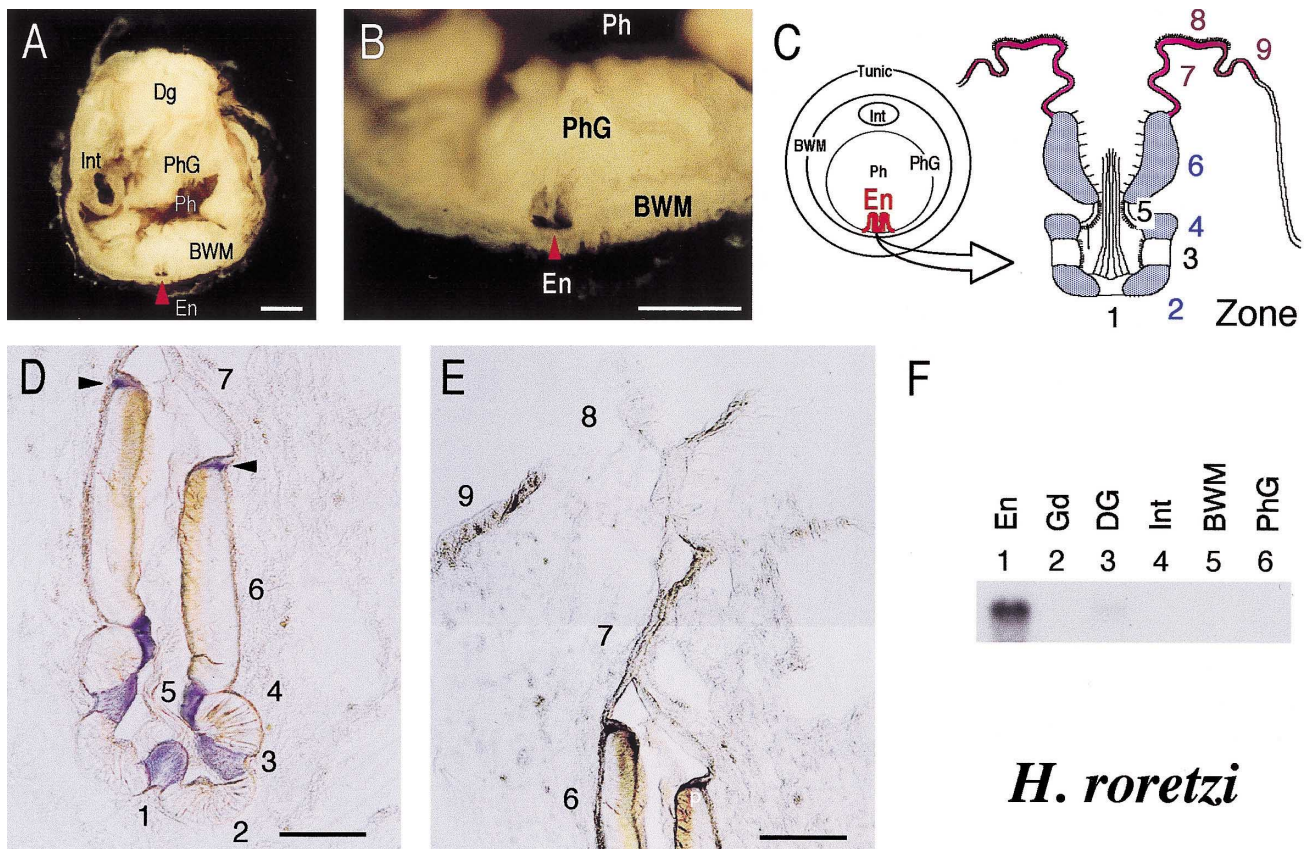 A
Dg
Int
PhG
Ph
BWM
En
B
Ph
PhG
BWM
En
C
Tunic
Int
BWM
PhG
Ph
En
8
9
7
6
5
4
3
2
1
Zone
D
7
6
5
4
3
1
2
E
8
9
7
6
p
F
En Gd DG Int BWM PhG
1 2 3 4 5 6
H. roretzi